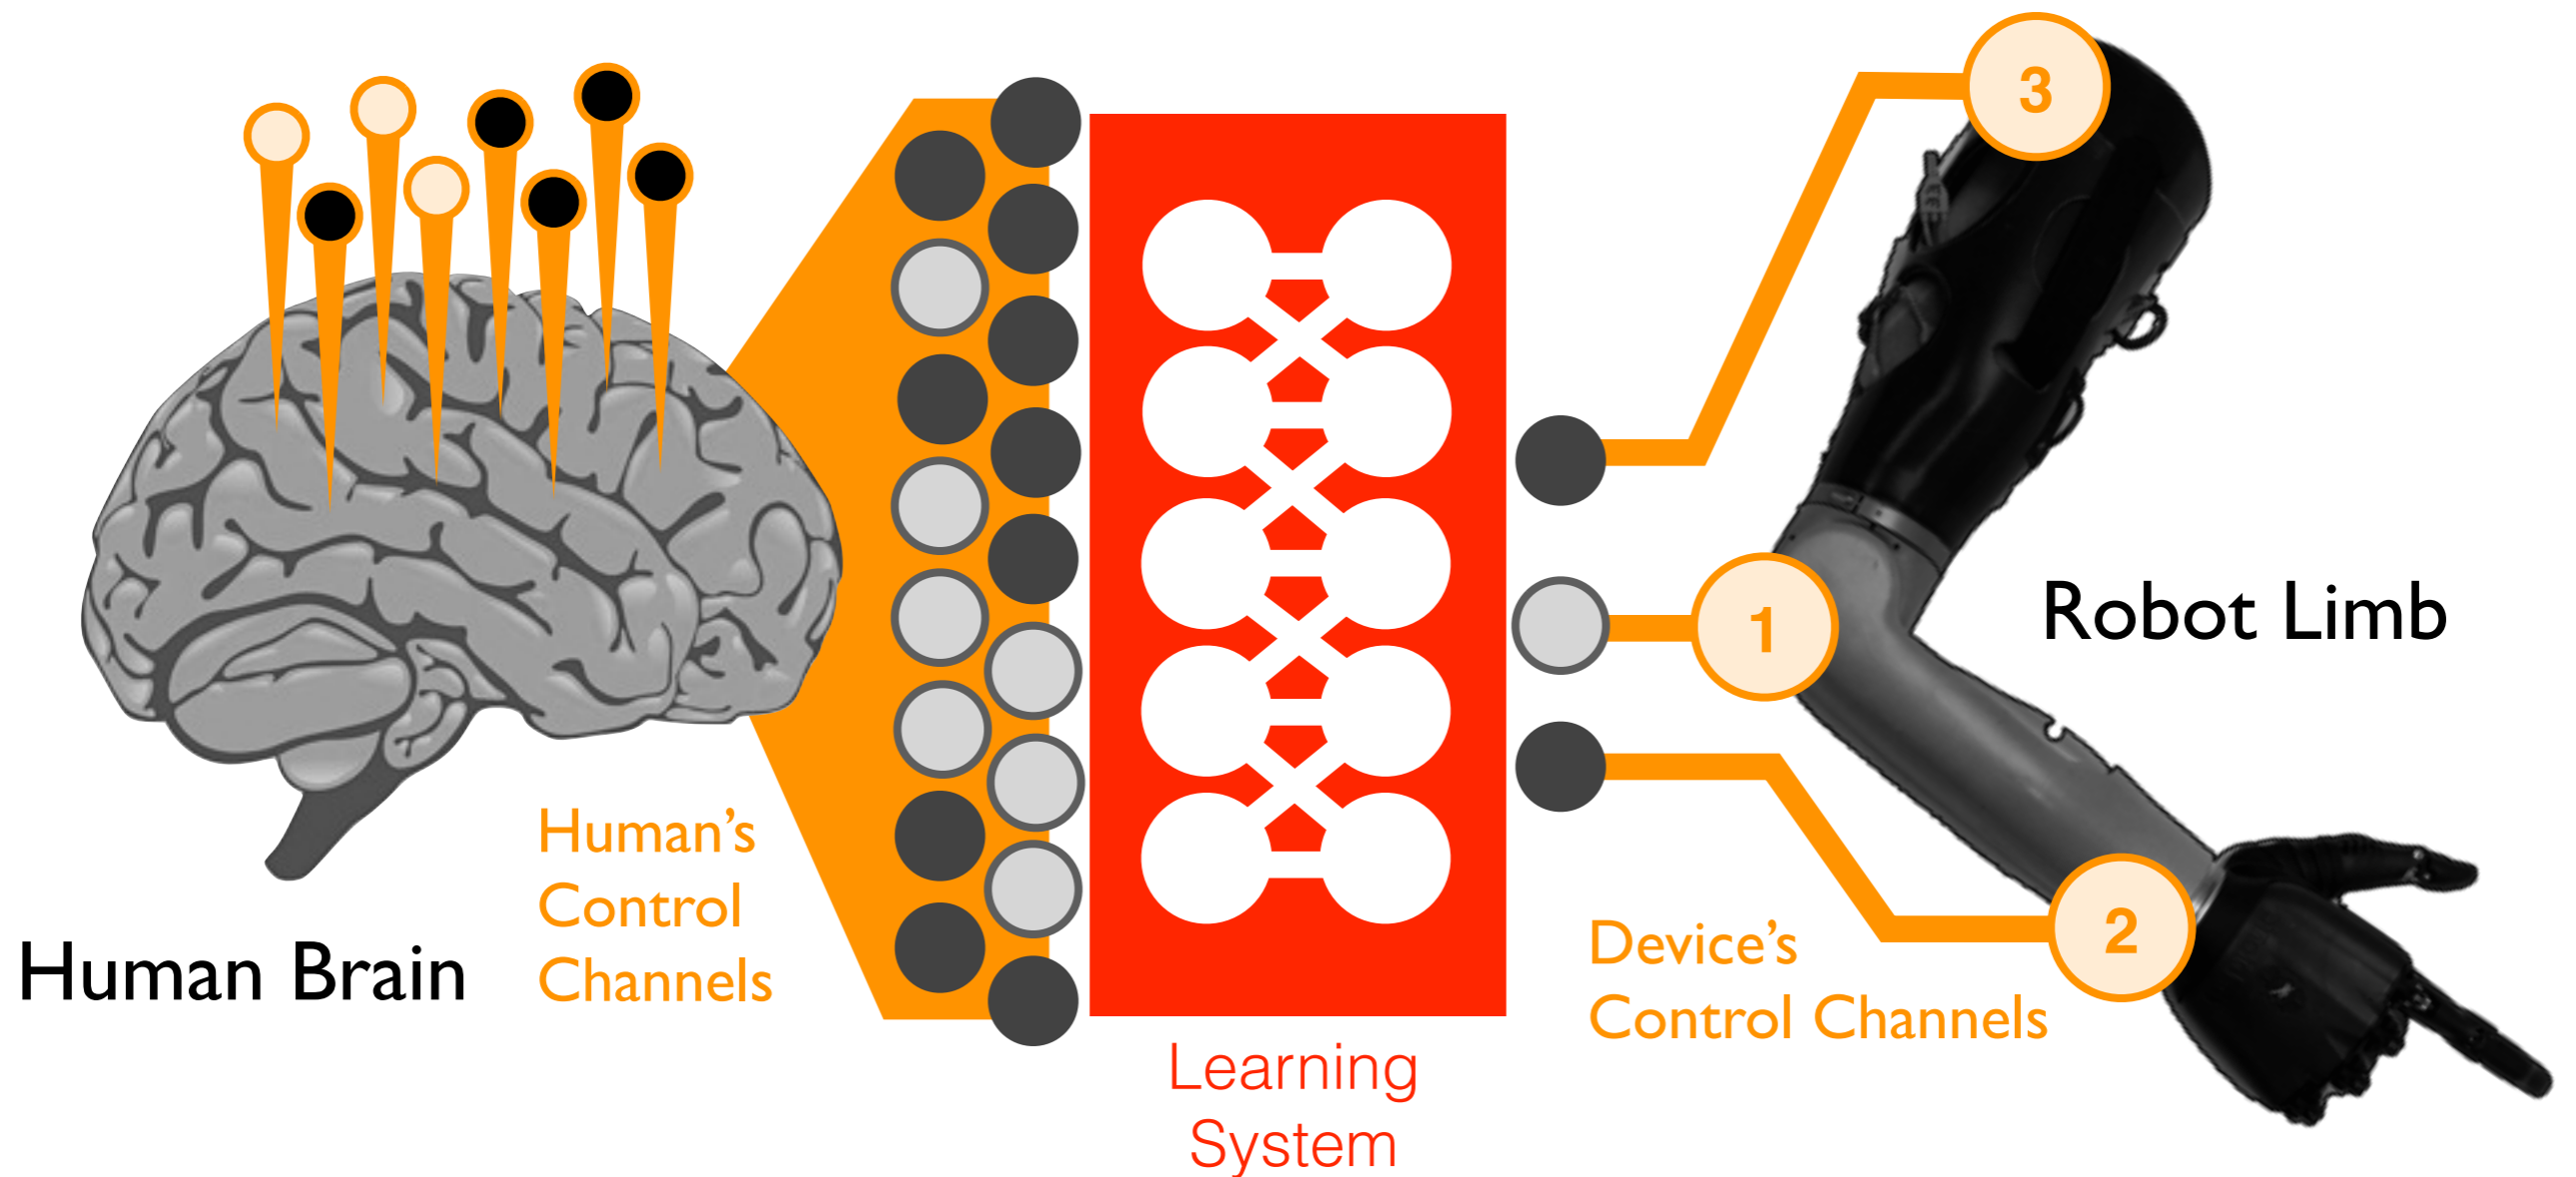 Human Brain
Human’s
Control
Channels
Learning
System
3
1
2
Robot Limb
Device’s
Control Channels